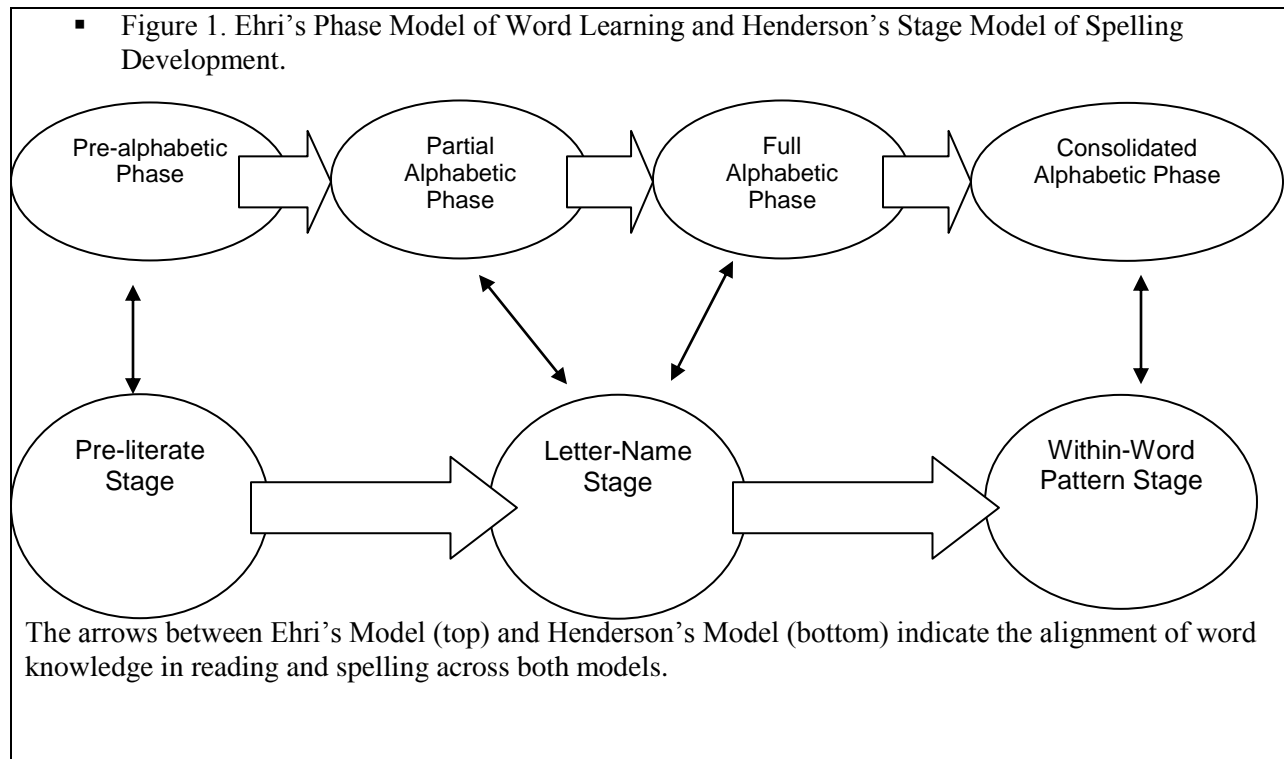 ▪ Figure 1. Ehri’s Phase Model of Word Learning and Henderson’s Stage Model of Spelling
Development.
Pre-alphabetic
Phase
Partial
Alphabetic
Phase
Full
Alphabetic
Phase
Consolidated
Alphabetic Phase
Pre-literate
Stage
Letter-Name
Stage
Within-Word
Pattern Stage
The arrows between Ehri’s Model (top) and Henderson’s Model (bottom) indicate the alignment of word
knowledge in reading and spelling across both models.